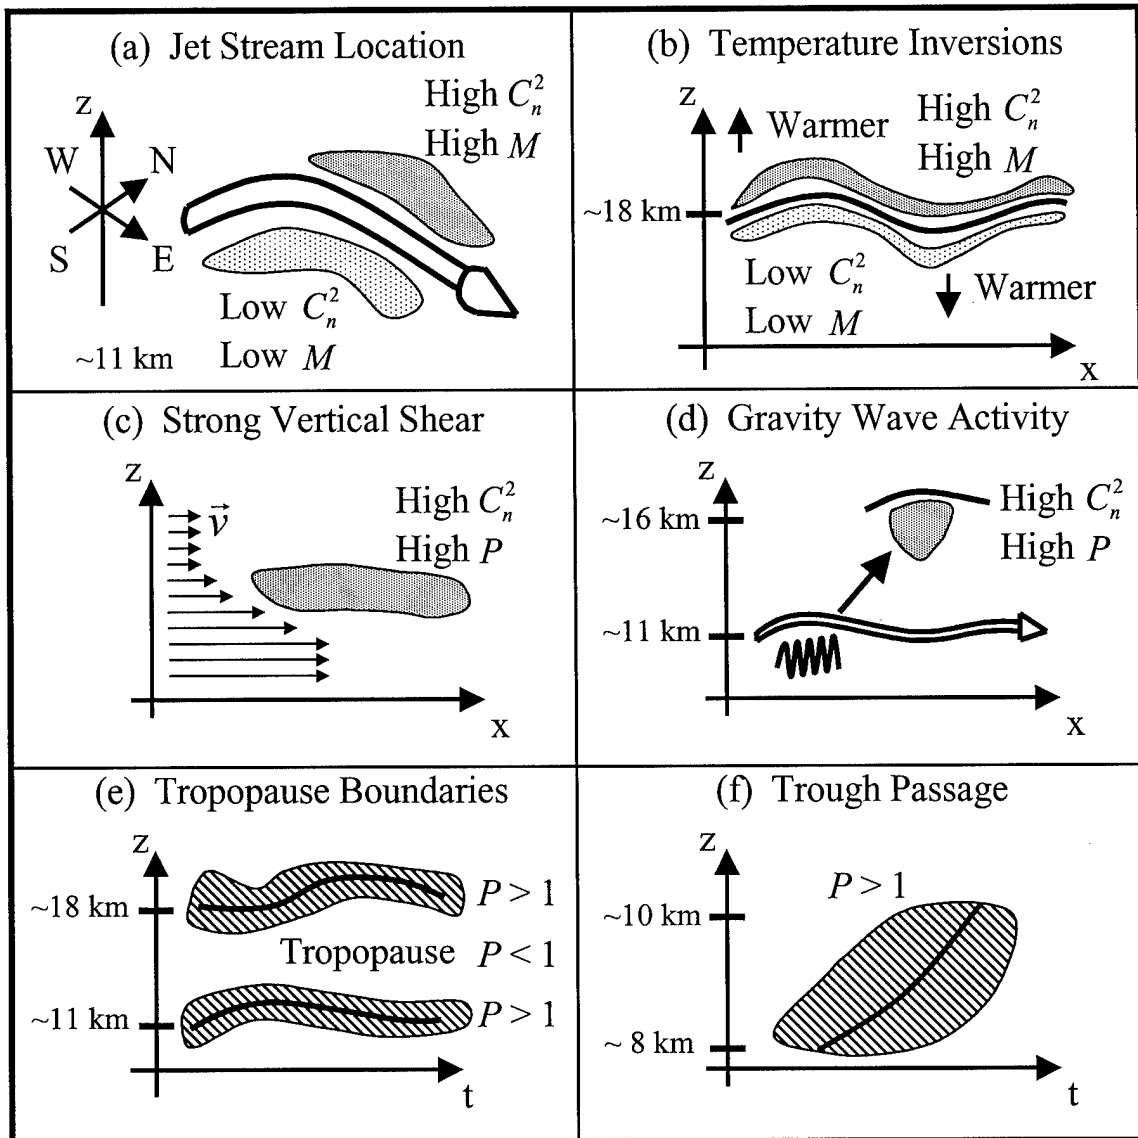 (a) Jet Stream Location
z
High C_n^2
High M
W
N
S
E
Low C_n^2
Low M
~11 km
(b) Temperature Inversions
z
Warmer
High C_n^2
High M
~18 km
Low C_n^2
Low M
Warmer
x
(c) Strong Vertical Shear
z
v⃗
High C_n^2
High P
x
(d) Gravity Wave Activity
z
~16 km
High C_n^2
High P
~11 km
x
(e) Tropopause Boundaries
z
~18 km
P > 1
Tropopause P < 1
~11 km
P > 1
t
(f) Trough Passage
z
P > 1
~10 km
~ 8 km
t